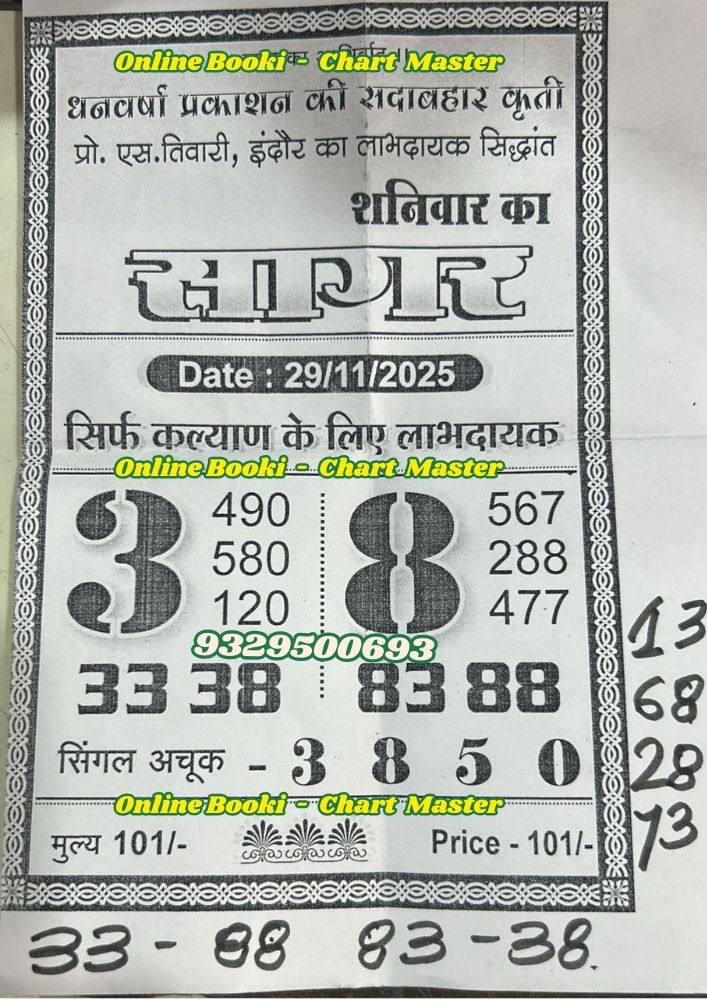 Online Booki - Chart Master
धनवर्षा प्रकाशन की सदाबहार कृती
प्रो. एस.तिवारी, इंदौर का लाभदायक सिद्धांत
शनिवार का
सागर
Date : 29/11/2025
सिर्फ कल्याण के लिए लाभदायक
Online Booki - Chart Master
3 490 8 567
580 288
120 477
9329500693
33 38 83 88
सिंगल अचूक - 3 8 5 0
Online Booki - Chart Master
मुल्य 101/- Price - 101/-
13
68
28
73
33 - 88 83 - 38.